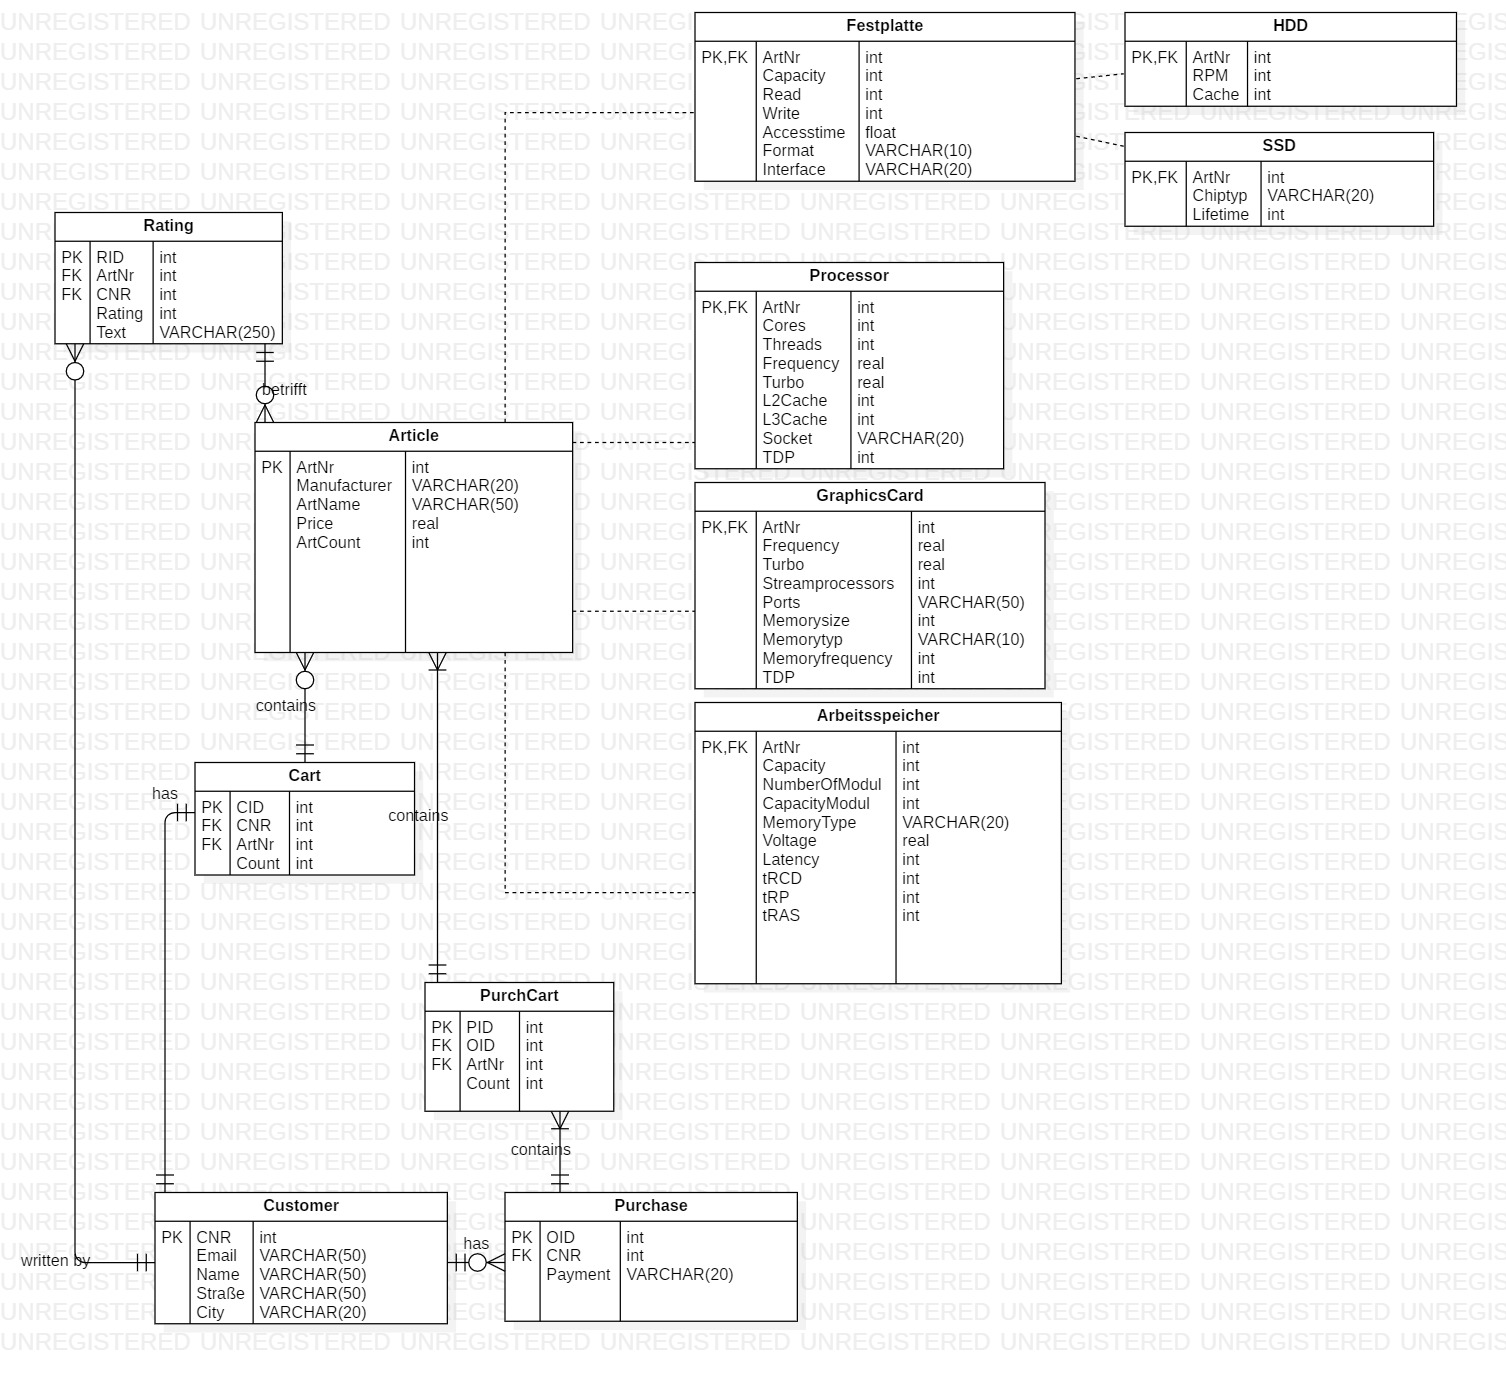 Festplatte
PK,FK ArtNr int
Capacity int
Read int
Write int
Accesstime float
Format VARCHAR(10)
Interface VARCHAR(20)
HDD
PK,FK ArtNr int
RPM int
Cache int
SSD
PK,FK ArtNr int
Chiptyp VARCHAR(20)
Lifetime int
Rating
PK RID int
FK ArtNr int
FK CNR int
Rating int
Text VARCHAR(250)
betrifft
Processor
PK,FK ArtNr int
Cores int
Threads int
Frequency real
Turbo real
L2Cache int
L3Cache int
Socket VARCHAR(20)
TDP int
Article
PK ArtNr int
Manufacturer VARCHAR(20)
ArtName VARCHAR(50)
Price real
ArtCount int
GraphicsCard
PK,FK ArtNr int
Frequency real
Turbo real
Streamprocessors int
Ports VARCHAR(50)
Memorysize int
Memorytyp VARCHAR(10)
Memoryfrequency int
TDP int
contains
Arbeitsspeicher
PK,FK ArtNr int
Capacity int
NumberOfModul int
CapacityModul int
MemoryType VARCHAR(20)
Voltage real
Latency int
tRCD int
tRP int
tRAS int
Cart
PK CID int
FK CNR int
FK ArtNr int
Count int
has
contains
PurchCart
PK PID int
FK OID int
FK ArtNr int
Count int
contains
Customer
PK CNR int
Email VARCHAR(50)
Name VARCHAR(50)
Straße VARCHAR(50)
City VARCHAR(20)
written by
has
Purchase
PK OID int
FK CNR int
Payment VARCHAR(20)
UNREGISTERED